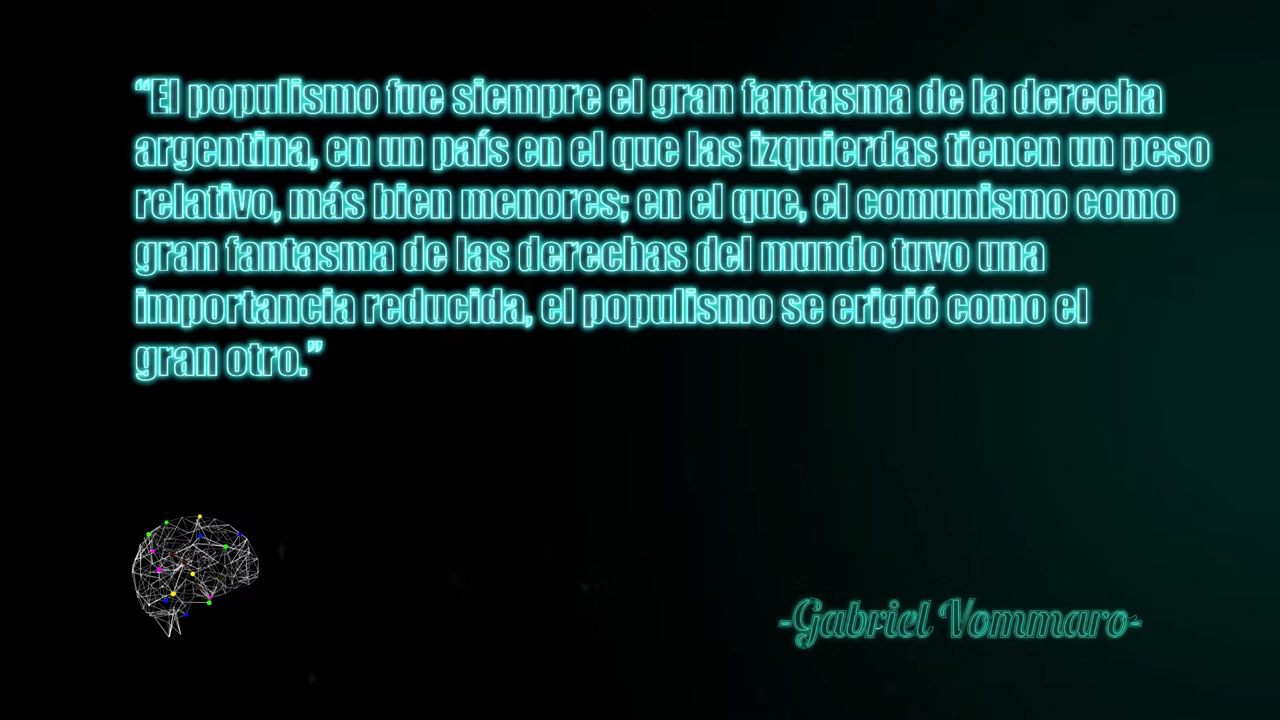 “El populismo fue siempre el gran fantasma de la derecha
argentina, en un país en el que las izquierdas tienen un peso
relativo, más bien menores; en el que, el comunismo como
gran fantasma de las derechas del mundo tuvo una
importancia reducida, el populismo se erigió como el
gran otro.”
-Gabriel Vommaro-